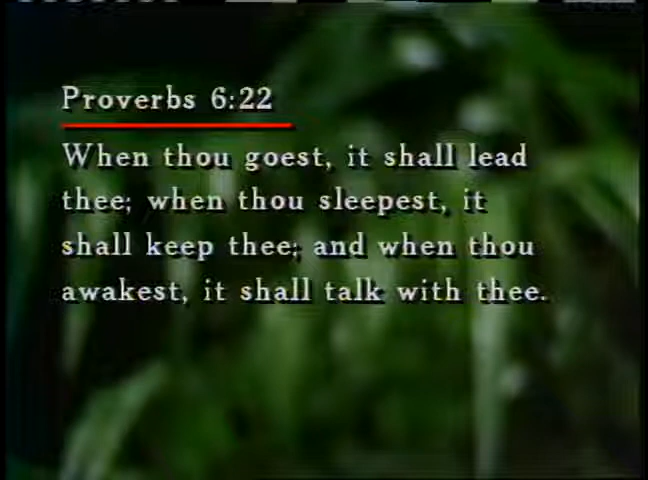 Proverbs 6:22
When thou goest, it shall lead
thee; when thou sleepest, it
shall keep thee; and when thou
awakest, it shall talk with thee.